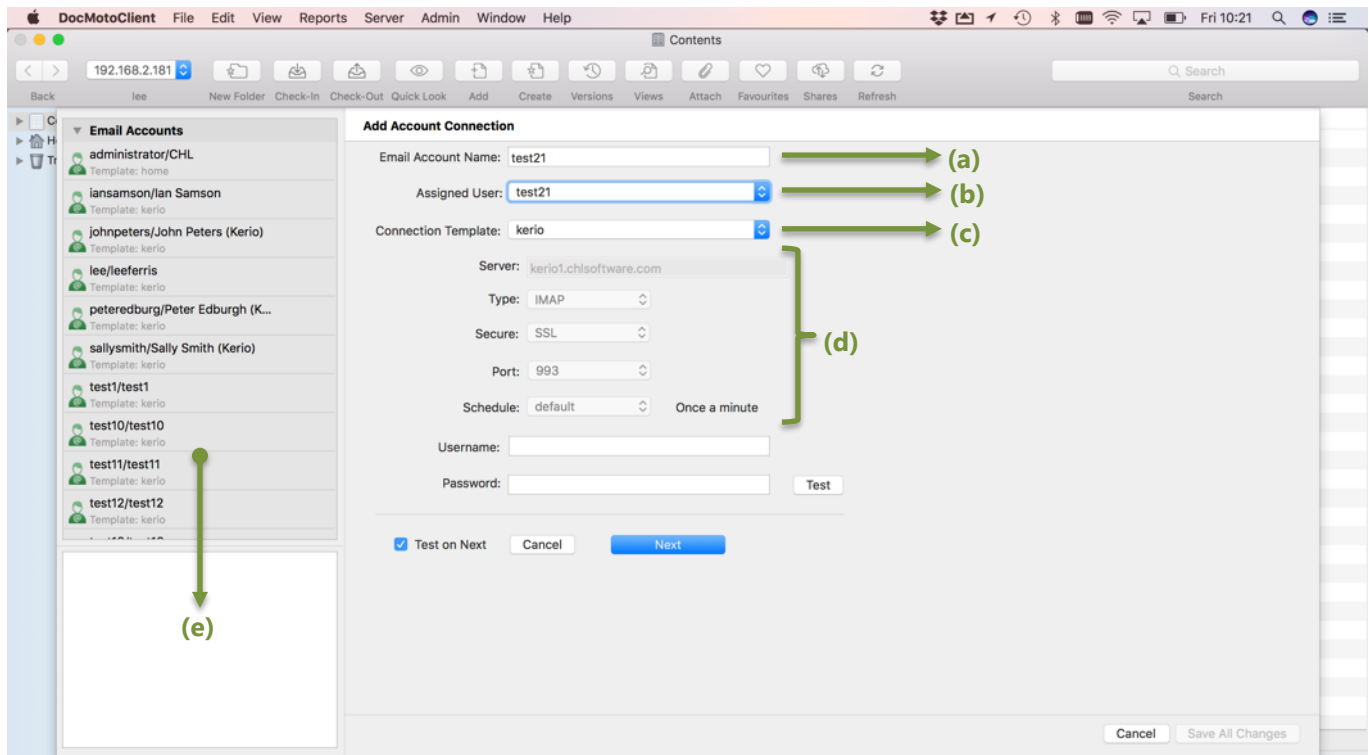 DocMotoClient File Edit View Reports Server Admin Window Help Fri 10:21
Contents
192.168.2.181 Search
Back lee New Folder Check-In Check-Out Quick Look Add Create Versions Views Attach Favourites Shares Refresh Search
Email Accounts
administrator/CHL
Template: home
iansamson/Ian Samson
Template: kerio
johnpeters/John Peters (Kerio)
Template: kerio
lee/leeferris
Template: kerio
peteredburg/Peter Edburgh (K...
Template: kerio
sallysmith/Sally Smith (Kerio)
Template: kerio
test1/test1
Template: kerio
test10/test10
Template: kerio
test11/test11
Template: kerio
test12/test12
Template: kerio
(e)
Add Account Connection
Email Account Name: test21 (a)
Assigned User: test21 (b)
Connection Template: kerio (c)
Server: kerio1.chlsoftware.com
Type: IMAP
Secure: SSL
(d)
Port: 993
Schedule: default Once a minute
Username:
Password: Test
Test on Next Cancel Next
Cancel Save All Changes